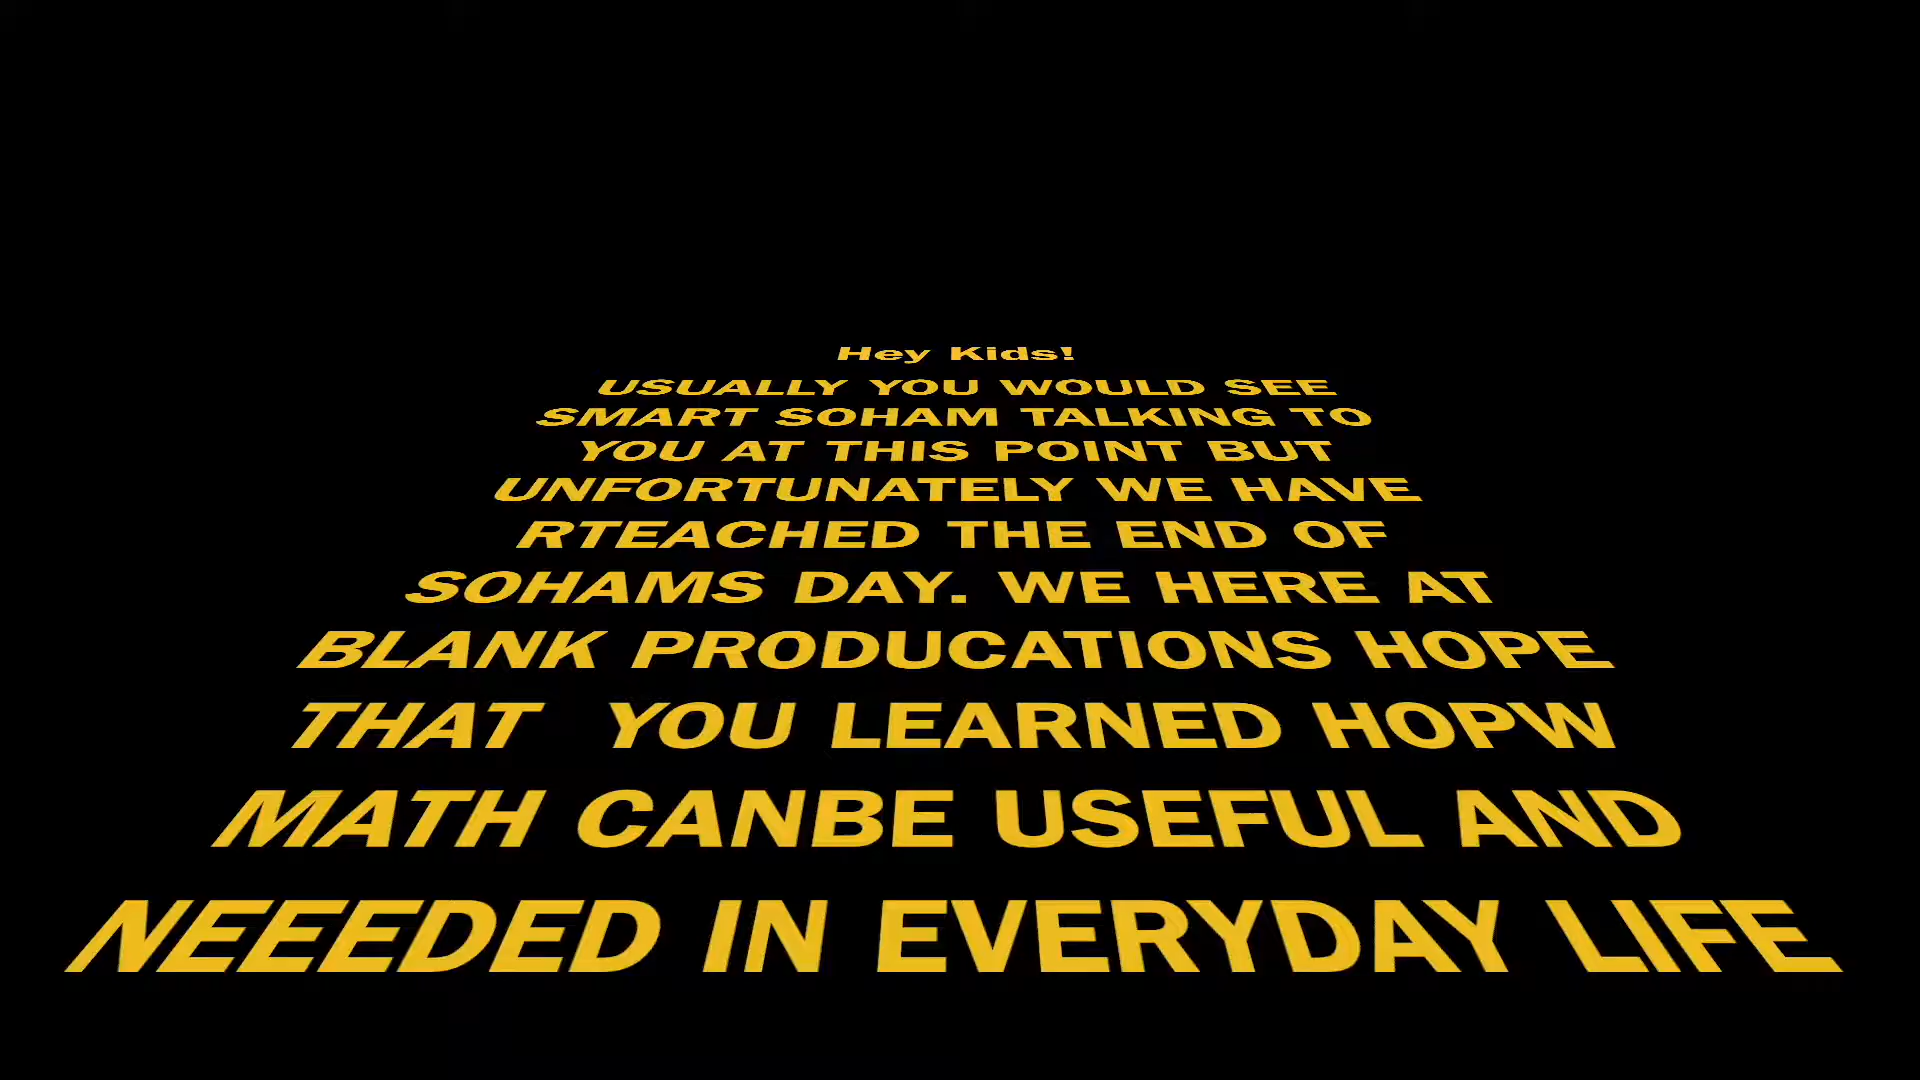 Hey Kids!
USUALLY YOU WOULD SEE
SMART SOHAM TALKING TO
YOU AT THIS POINT BUT
UNFORTUNATELY WE HAVE
RTEACHED THE END OF
SOHAMS DAY. WE HERE AT
BLANK PRODUCATIONS HOPE
THAT  YOU LEARNED HOPW
MATH CANBE USEFUL AND
NEEEDED IN EVERYDAY LIFE